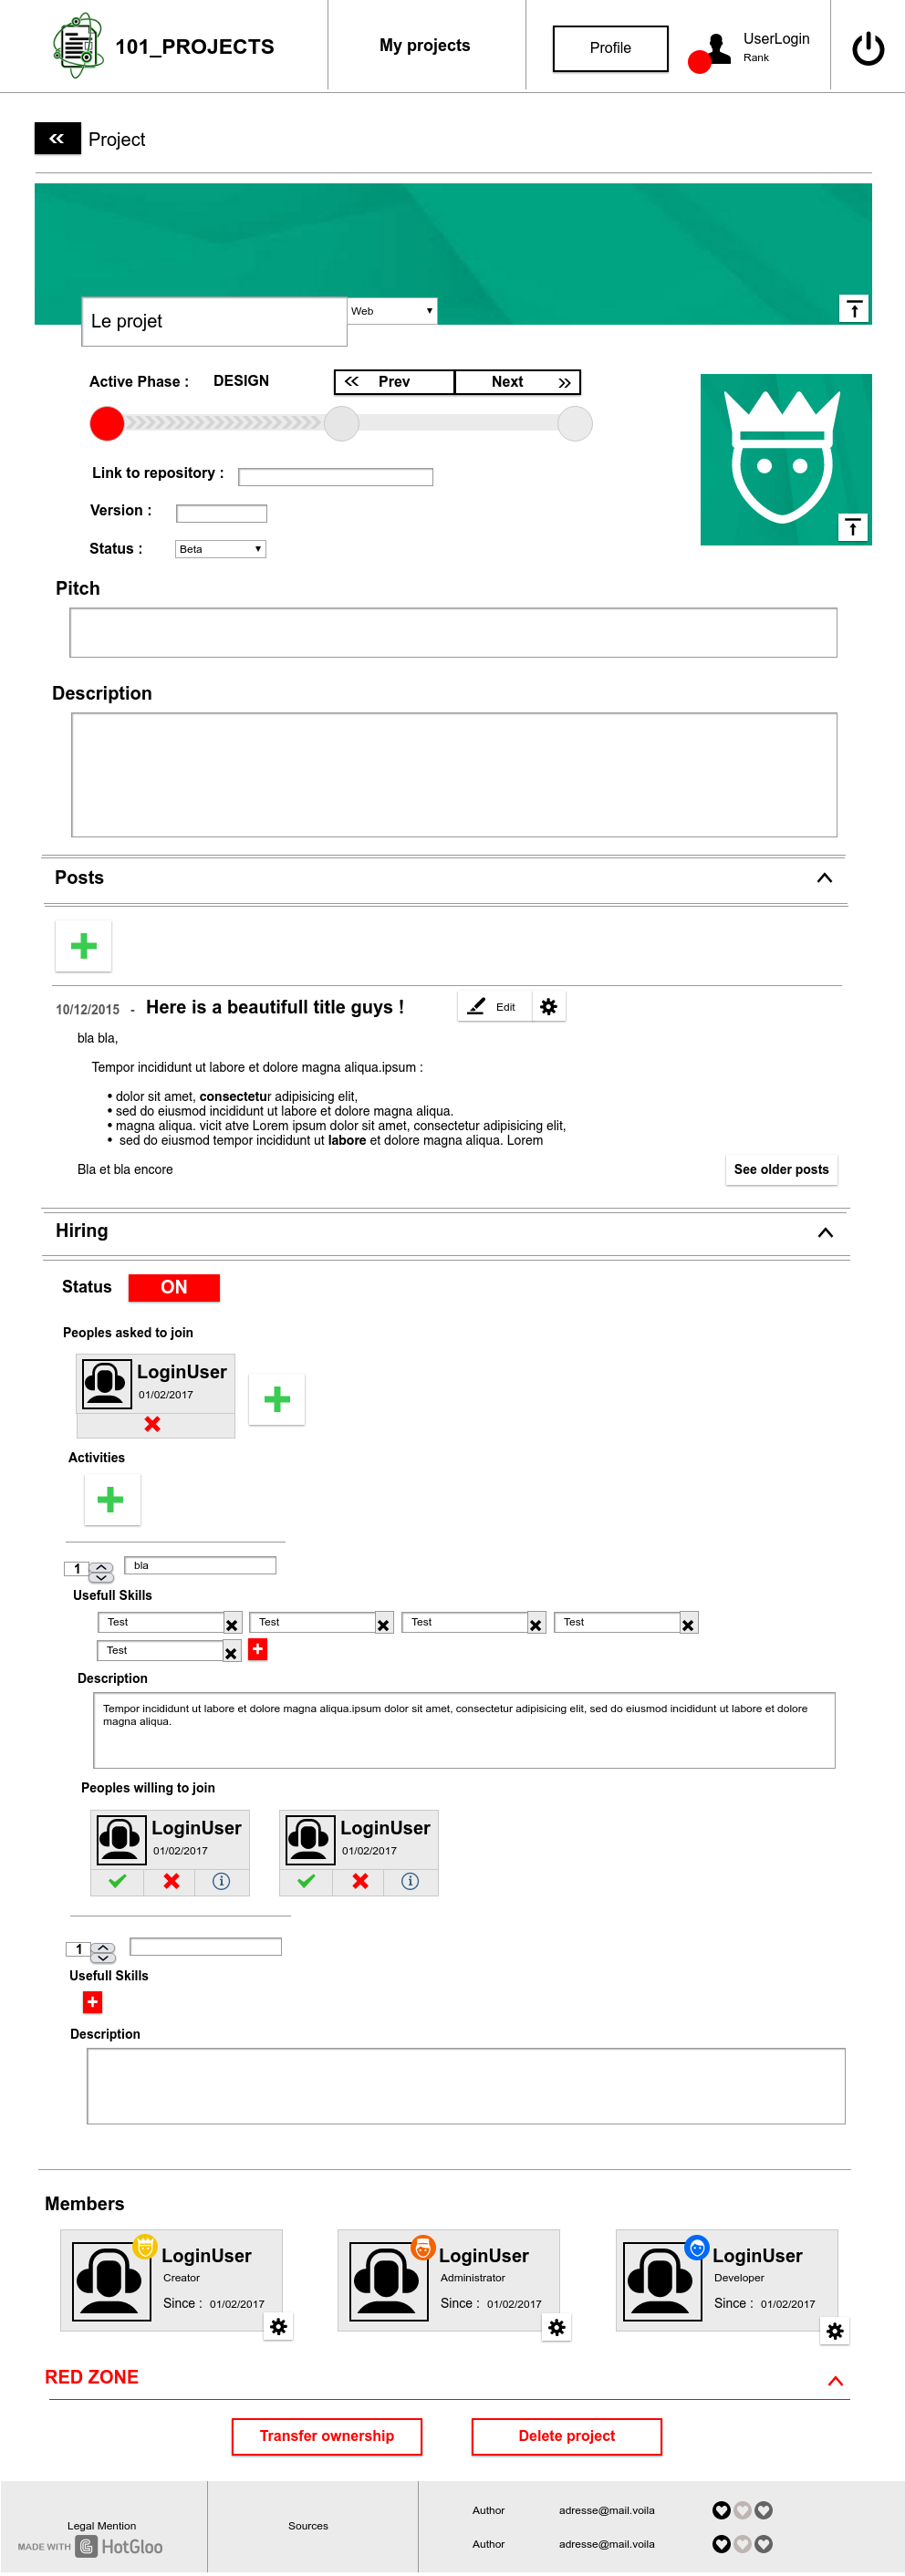 101_PROJECTS
My projects
Profile
UserLogin
Rank
Project
Le projet
Web
Active Phase : DESIGN
Prev
Next
Link to repository :
Version :
Status :
Beta
Pitch
Description
Posts
10/12/2015 - Here is a beautifull title guys !
Edit
bla bla,
Tempor incididunt ut labore et dolore magna aliqua.ipsum :
• dolor sit amet, consectetur adipisicing elit,
• sed do eiusmod incididunt ut labore et dolore magna aliqua.
• magna aliqua. vicit atve Lorem ipsum dolor sit amet, consectetur adipisicing elit,
• sed do eiusmod tempor incididunt ut labore et dolore magna aliqua. Lorem
Bla et bla encore
See older posts
Hiring
Status ON
Peoples asked to join
LoginUser
01/02/2017
Activities
1 bla
Usefull Skills
Test Test Test Test
Test
Description
Tempor incididunt ut labore et dolore magna aliqua.ipsum dolor sit amet, consectetur adipisicing elit, sed do eiusmod incididunt ut labore et dolore
magna aliqua.
Peoples willing to join
LoginUser
01/02/2017
LoginUser
01/02/2017
1
Usefull Skills
Description
Members
LoginUser
Creator
Since : 01/02/2017
LoginUser
Administrator
Since : 01/02/2017
LoginUser
Developer
Since : 01/02/2017
RED ZONE
Transfer ownership
Delete project
Legal Mention
MADE WITH HotGloo
Sources
Author adresse@mail.voila
Author adresse@mail.voila